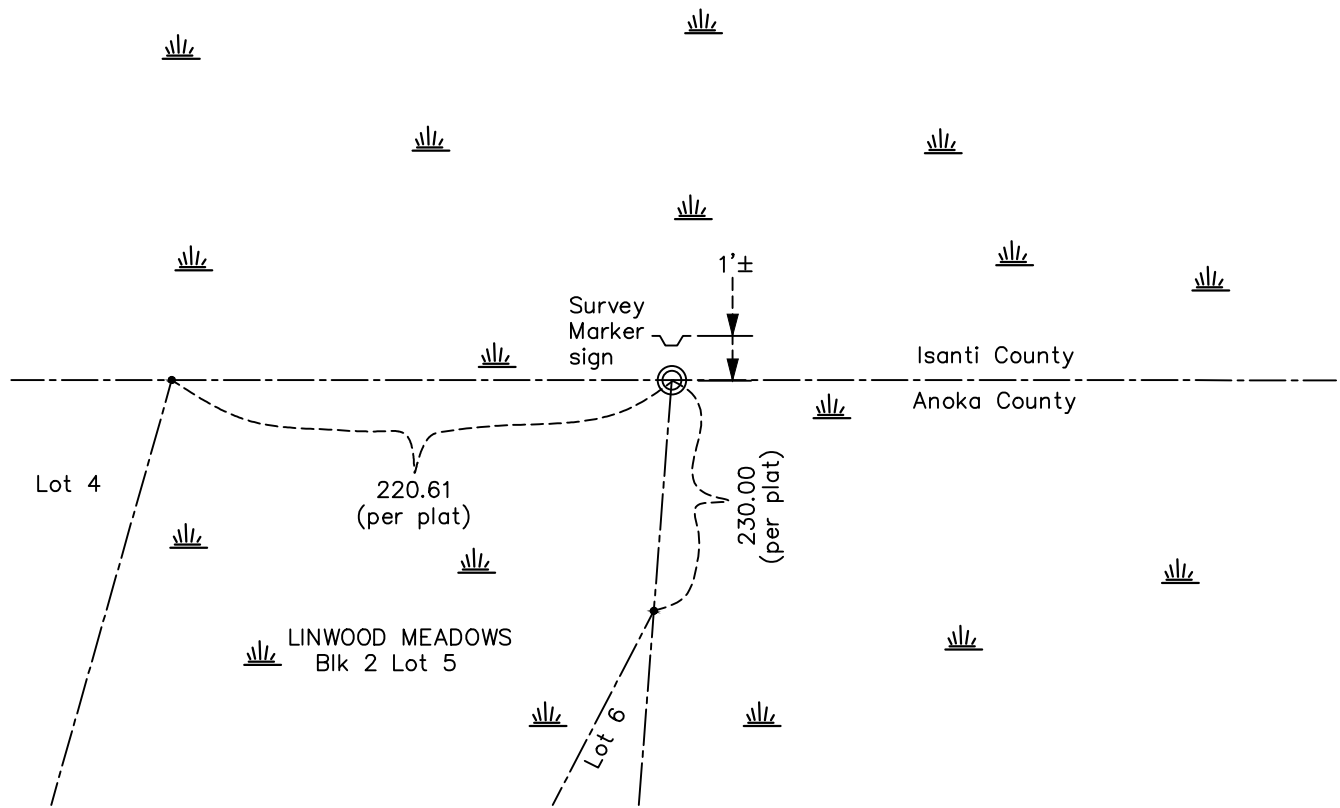 1'±
Survey
Marker
sign
Isanti County
Anoka County
Lot 4
220.61
(per plat)
230.00
(per plat)
LINWOOD MEADOWS
Blk 2 Lot 5
Lot 6